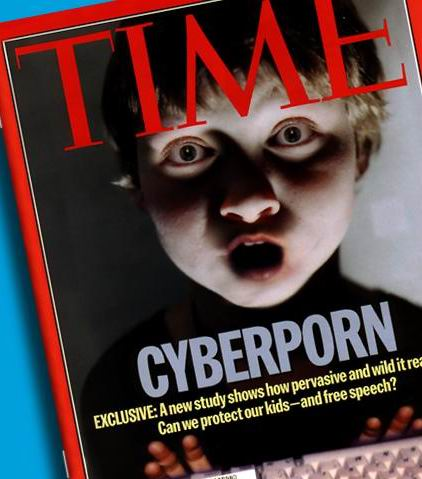 TIME
CYBERPORN
EXCLUSIVE: A new study shows how pervasive and wild it
Can we protect our kids—and free speech?